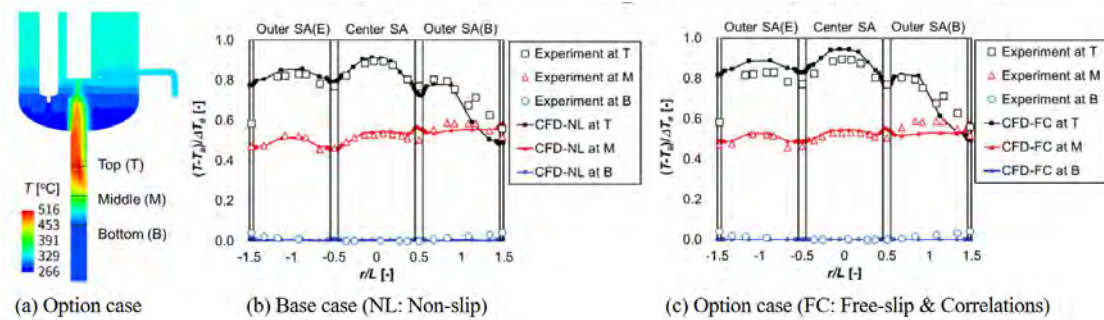 Top (T)
Middle (M)
Bottom (B)
T [°C]
516
453
391
329
266
(a) Option case
(b)
Outer SA(E) Center SA Outer SA(B)
1.0
0.8
0.6
0.4
0.2
0.0
-1.5 -1 -0.5 0 0.5 1 1.5
r/L [-]
Experiment at T
Experiment at M
Experiment at B
CFD-NL at T
CFD-NL at M
CFD-NL at B
(b) Base case (NL: Non-slip)
(c)
Outer SA(E) Center SA Outer SA(B)
1.0
0.8
0.6
0.4
0.2
0.0
-1.5 -1 -0.5 0 0.5 1 1.5
r/L [-]
Experiment at T
Experiment at M
Experiment at B
CFD-FC at T
CFD-FC at M
CFD-FC at B
(c) Option case (FC: Free-slip & Correlations)